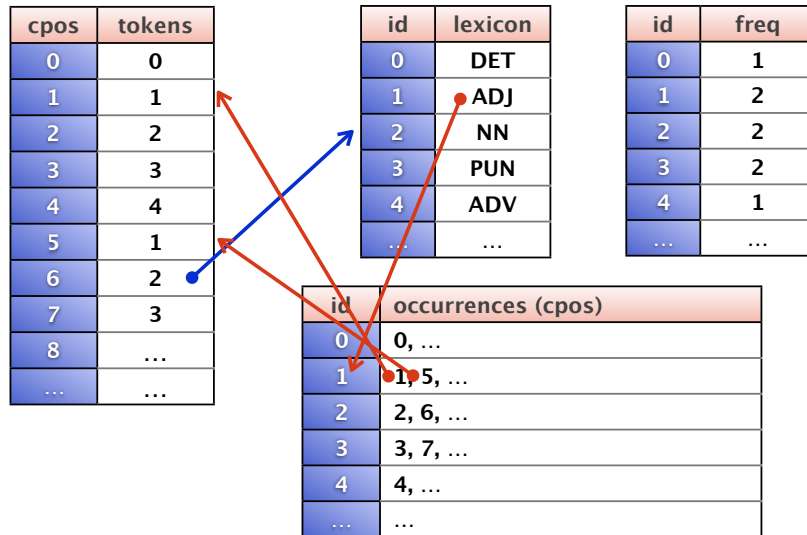 cpos tokens
0 0
1 1
2 2
3 3
4 4
5 1
6 2
7 3
8 ...
... ...
id lexicon
0 DET
1 ADJ
2 NN
3 PUN
4 ADV
... ...
id freq
0 1
1 2
2 2
3 2
4 1
... ...
id occurrences (cpos)
0 0, ...
1 1, 5, ...
2 2, 6, ...
3 3, 7, ...
4 4, ...
... ...